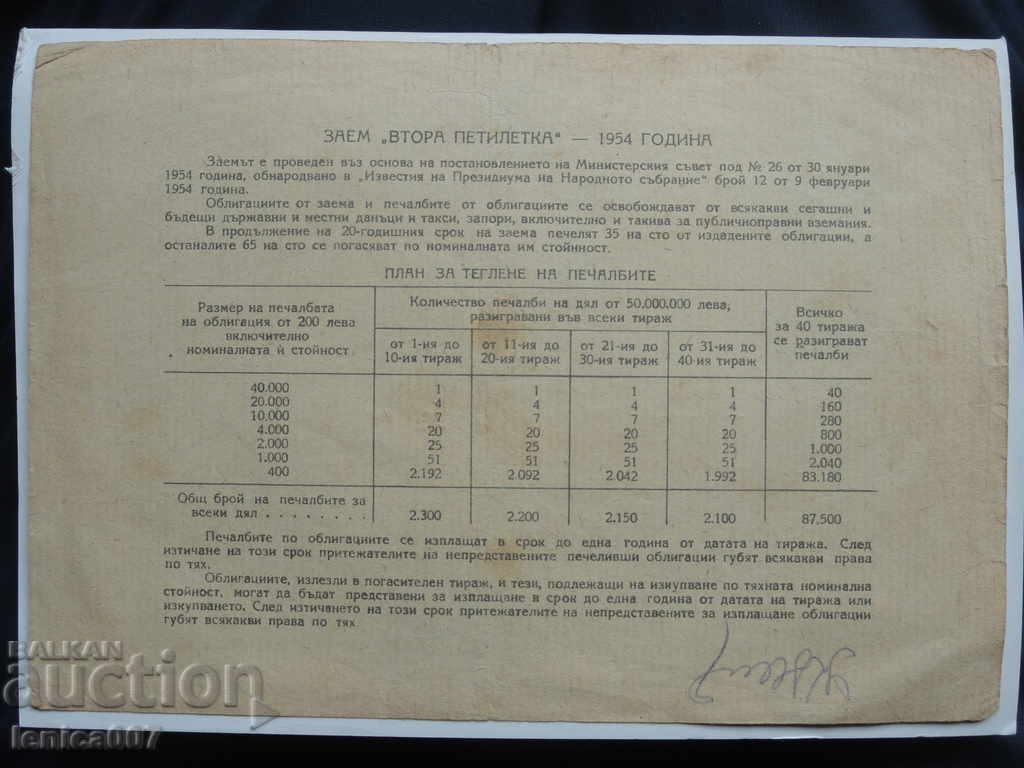 ЗАЕМ „ВТОРА ПЕТИЛЕТКА“ — 1954 ГОДИНА
Заемът е проведен въз основа на постановлението на Министерския съвет под № 26 от 30 януари
1954 година, обнародвано в „Известия на Президиума на Народното събрание“ брой 12 от 9 февруари
1954 година.
Облигациите от заема и печалбите от облигациите се освобождават от всякакви сегашни и
бъдещи държавни и местни данъци и такси, запори, включително и такива за публичноправни вземания.
В продължение на 20-годишния срок на заема печелят 35 на сто от издадените облигации, а
останалите 65 на сто се погасяват по номиналната им стойнност.
ПЛАН ЗА ТЕГЛЕНЕ НА ПЕЧАЛБИТЕ
Размер на печалбата
на облигация от 200 лева
включително
номиналната ѝ стойност
Количество печалби на дял от 50.000.000 лева,
разигравани във всеки тираж
Всичко
за 40 тиража
се разиграват
печалби
от 1-ия до
10-ия тираж
от 11-ия до
20-ия тираж
от 21-ия до
30-ия тираж
от 31-ия до
40-ия тираж
40.000 1 1 1 1 40
20.000 4 4 4 4 160
10.000 7 7 7 7 280
4.000 20 20 20 20 800
2.000 25 25 25 25 1.000
1.000 51 51 51 51 2.040
400 2.192 2.092 2.042 1.992 83.180
Общ брой на печалбите за
всеки дял . . . . . . . . 2.300 2.200 2.150 2.100 87.500
Печалбите по облигациите се изплащат в срок до една година от датата на тиража. След
изтичане на този срок притежателите на непредставените печеливши облигации губят всякакви права
по тях.
Облигациите, излезли в погасителен тираж, и тези, подлежащи на изкупване по тяхната номинална
стойност, могат да бъдат представени за изплащане в срок до една година от датата на тиража или
изкупването. След изтичането на този срок притежателите на непредставените за изплащане облигации
губят всякакви права по тях
BALKAN
auction
lenica007